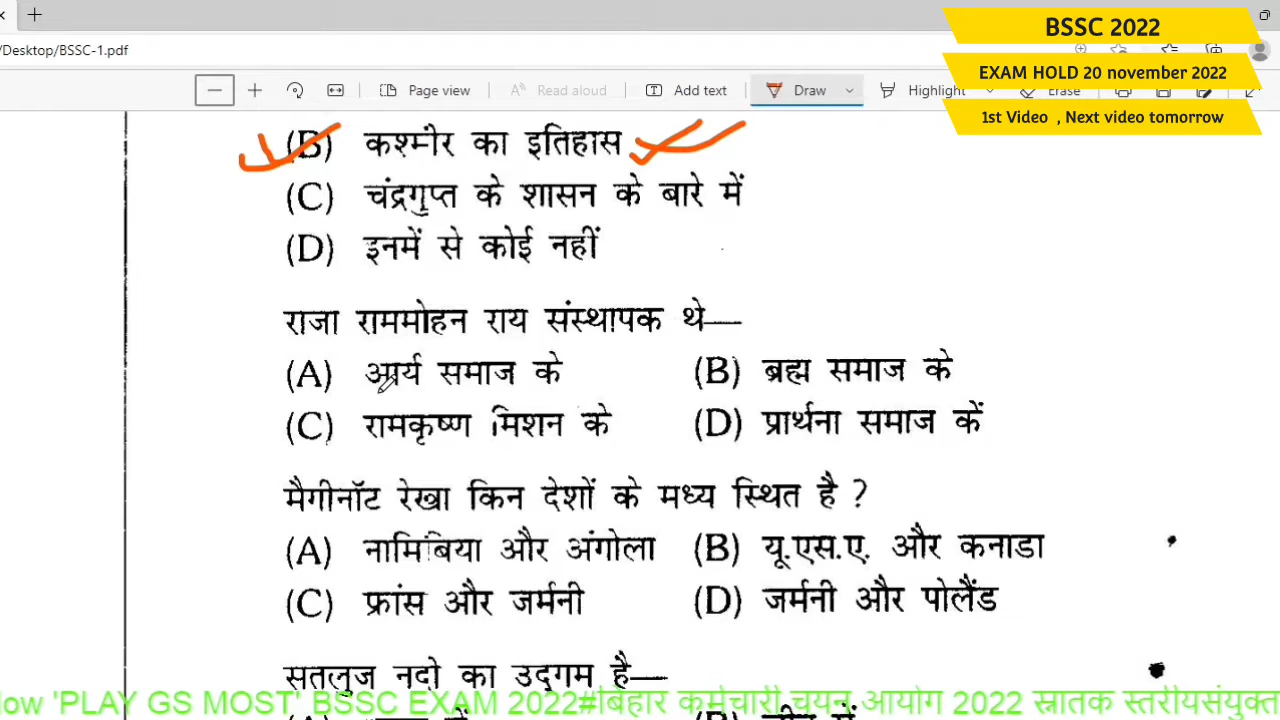 BSSC 2022
/Desktop/BSSC-1.pdf
EXAM HOLD 20 november 2022
Page view
Read aloud
Add text
Draw
Highlight
Erase
1st Video , Next video tomorrow
(B) कश्मीर का इतिहास
(C) चंद्रगुप्त के शासन के बारे में
(D) इनमें से कोई नहीं
राजा राममोहन राय संस्थापक थे—
(A) आर्य समाज के (B) ब्रह्म समाज के
(C) रामकृष्ण मिशन के (D) प्रार्थना समाज कें
मैगीनॉट रेखा किन देशों के मध्य स्थित है ?
(A) नामिबिया और अंगोला (B) यू.एस.ए. और कनाडा
(C) फ्रांस और जर्मनी (D) जर्मनी और पोलैंड
सतलुज नदी का उद्गम है—
'PLAY GS MOST' BSSC EXAM 2022#बिहार कर्मचारी चयन आयोग 2022 स्नातक स्तरीयसंयुक्त